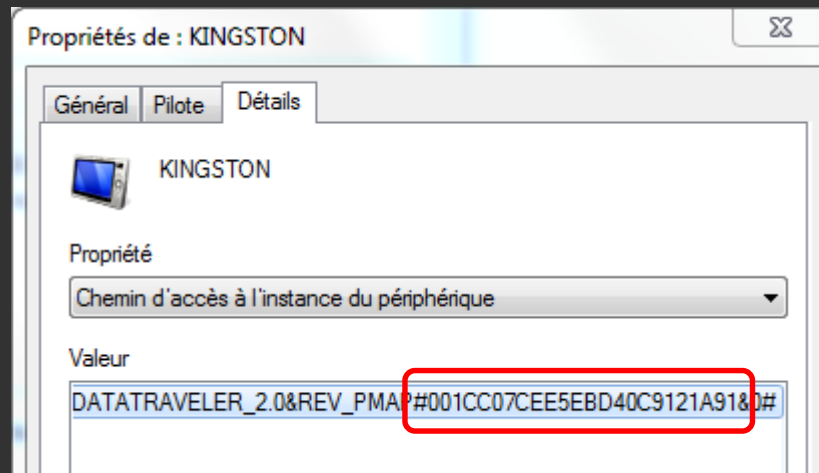 Propriétés de : KINGSTON
Général Pilote Détails
KINGSTON
Propriété
Chemin d'accès à l'instance du périphérique
Valeur
DATATRAVELER_2.0&REV_PMAP#001CC07CEE5EBD40C9121A91&0#